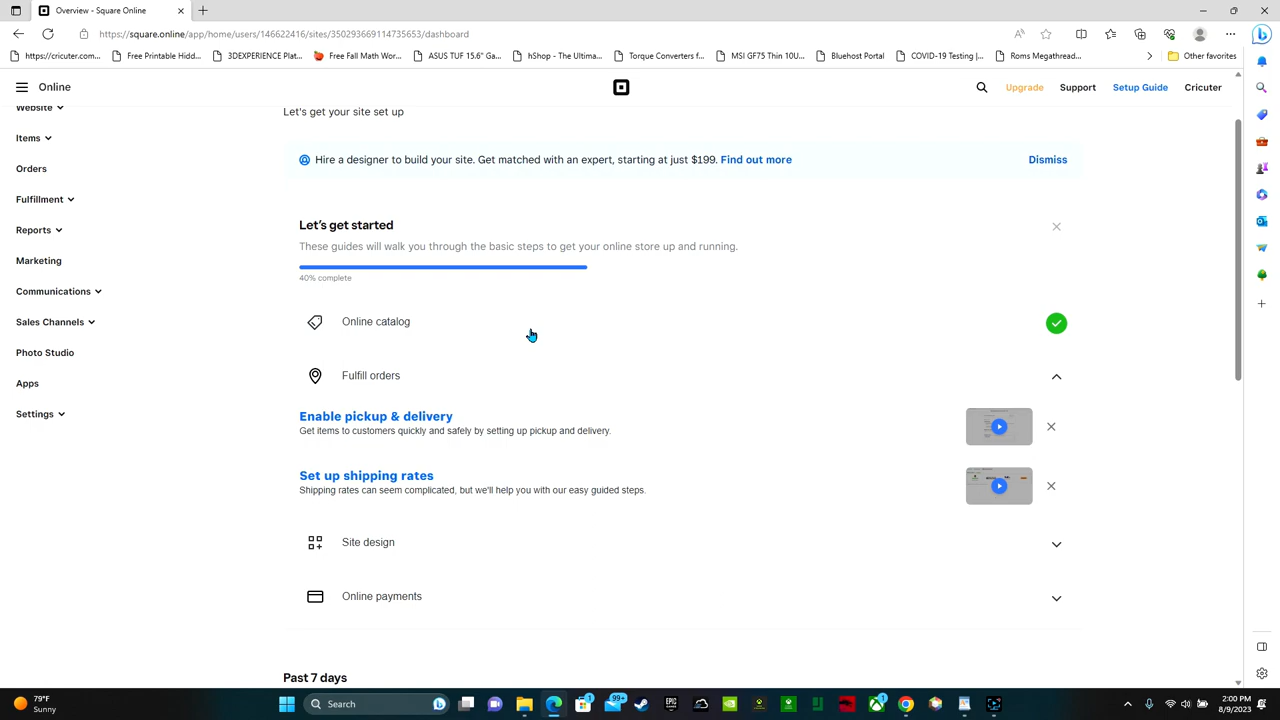 Overview - Square Online
https://square.online/app/home/users/146622416/sites/350293669114735653/dashboard
https://cricuter.com...
Free Printable Hidd...
3DEXPERIENCE Plat...
Free Fall Math Wor...
ASUS TUF 15.6" Ga...
hShop - The Ultima...
Torque Converters f...
MSI GF75 Thin 10U...
Bluehost Portal
COVID-19 Testing |...
Roms Megathread...
Other favorites
Online
Upgrade
Support
Setup Guide
Cricuter
Website
Items
Orders
Fulfillment
Reports
Marketing
Communications
Sales Channels
Photo Studio
Apps
Settings
Let's get your site set up
Hire a designer to build your site. Get matched with an expert, starting at just $199. Find out more
Dismiss
Let's get started
These guides will walk you through the basic steps to get your online store up and running.
40% complete
Online catalog
Fulfill orders
Enable pickup & delivery
Get items to customers quickly and safely by setting up pickup and delivery.
Set up shipping rates
Shipping rates can seem complicated, but we'll help you with our easy guided steps.
Site design
Online payments
Past 7 days
79°F
Sunny
Search
1
99+
EPIC
1
2:00 PM
8/9/2023